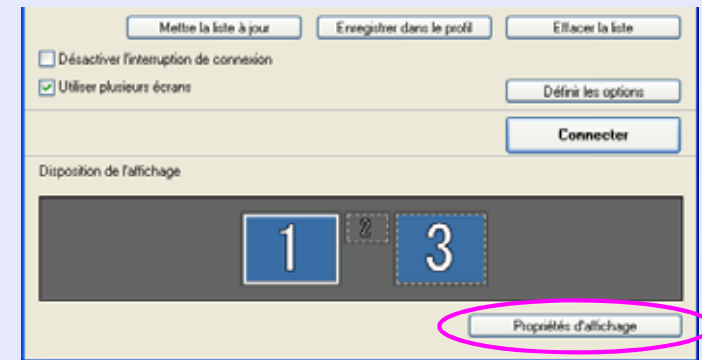 Mettre la liste à jour Enregistrer dans le profil Effacer la liste
Désactiver l'interruption de connexion
Utiliser plusieurs écrans Définir les options
Connecter
Disposition de l'affichage
1 2 3
Propriétés d'affichage